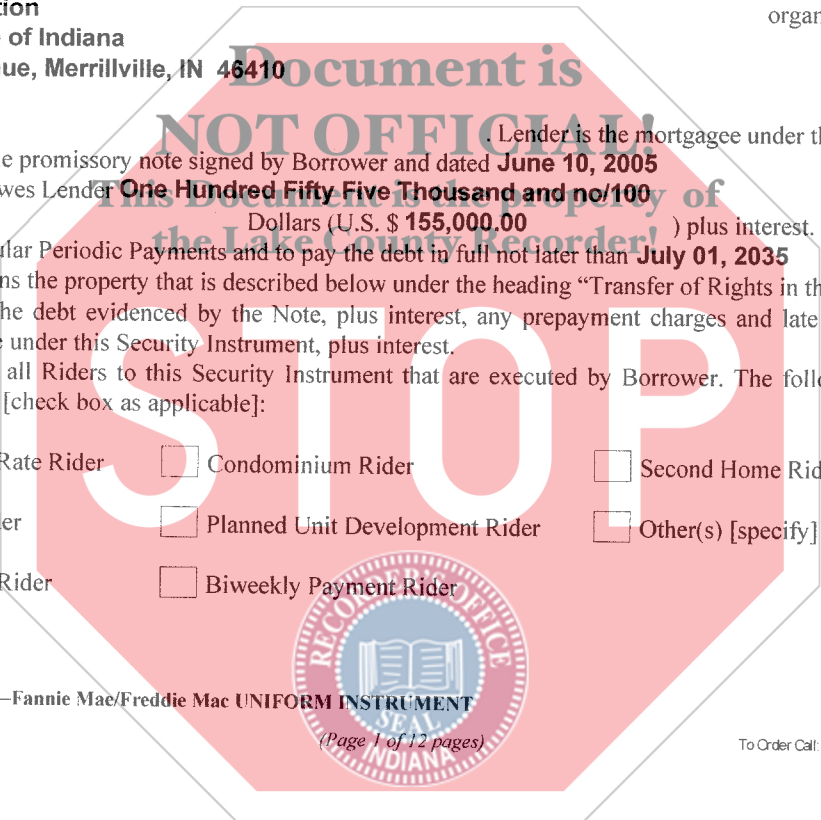 tion
organ
of Indiana
ue, Merrillville, IN 46410
Document is
NOT OFFICIAL!
. Lender is the mortgagee under th
e promissory note signed by Borrower and dated June 10, 2005
wes Lender One Hundred Fifty Five Thousand and no/100
This Document is the property of
Dollars (U.S. $ 155,000.00 ) plus interest.
the Lake County Recorder!
ular Periodic Payments and to pay the debt in full not later than July 01, 2035
ns the property that is described below under the heading “Transfer of Rights in th
he debt evidenced by the Note, plus interest, any prepayment charges and late
under this Security Instrument, plus interest.
all Riders to this Security Instrument that are executed by Borrower. The follo
[check box as applicable]:
STOP
Rate Rider Condominium Rider Second Home Rid
er Planned Unit Development Rider Other(s) [specify]
Rider Biweekly Payment Rider
RECORDER'S OFFICE
–Fannie Mae/Freddie Mac UNIFORM INSTRUMENT
SEAL
(Page 1 of 12 pages)
To Order Call:
INDIANA